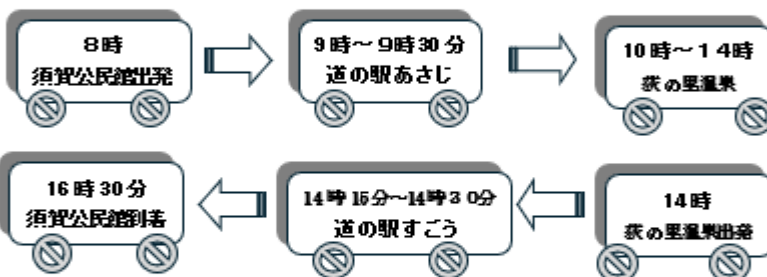 8時
須賀公民館出発
9時～9時30分
道の駅あさじ
10時～14時
荻の里温泉
14時
荻の里温泉出発
14時15分～14時30分
道の駅すごう
16時30分
須賀公民館到着